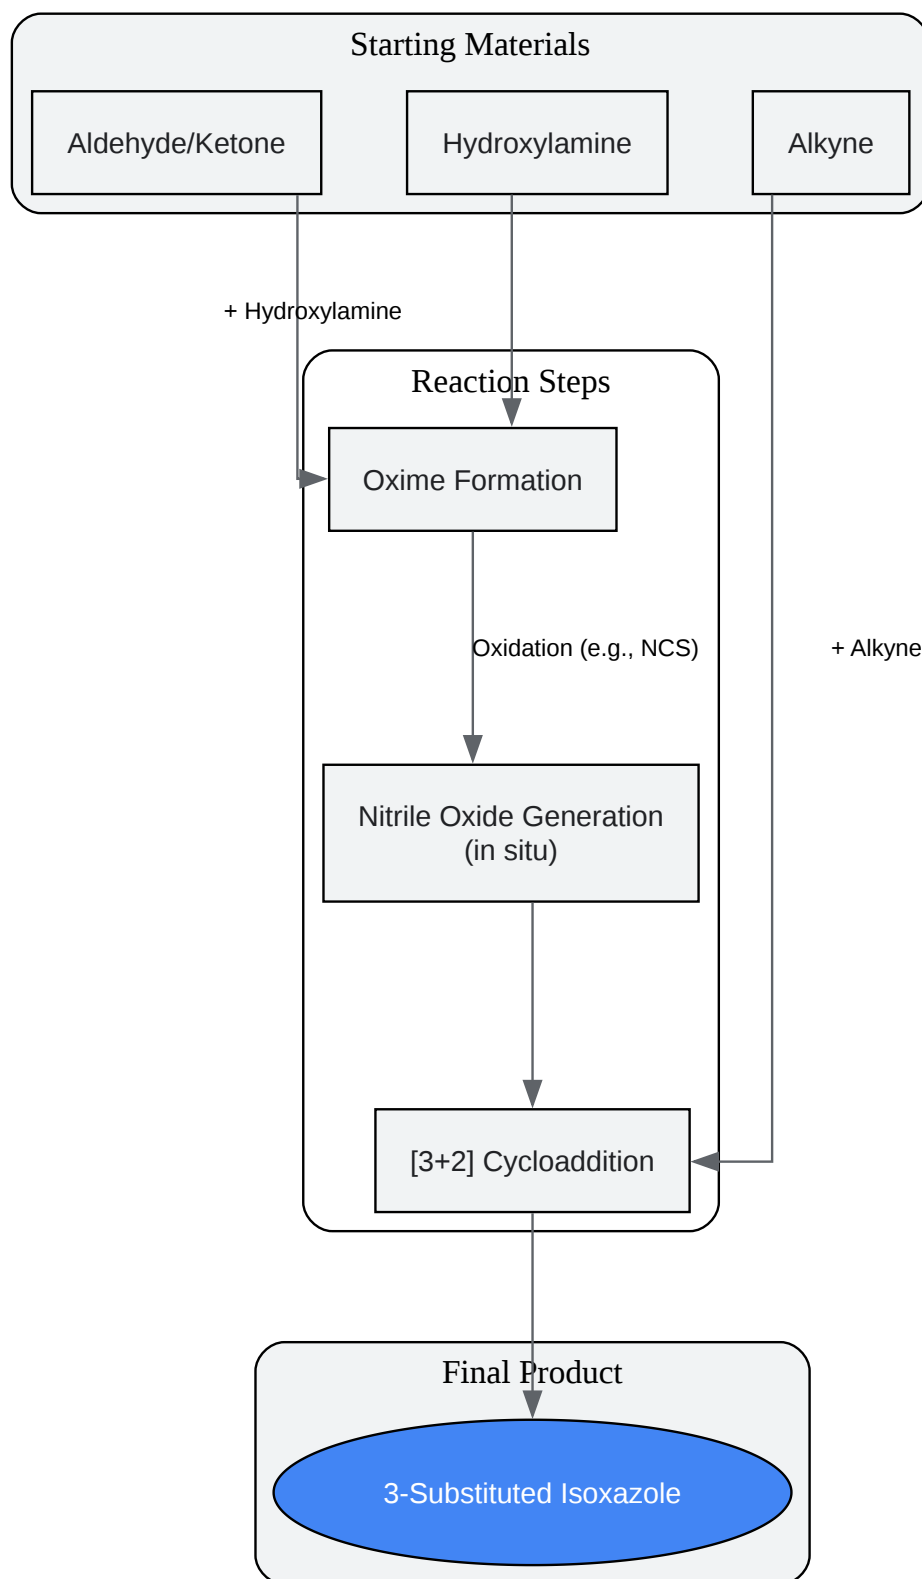 Starting Materials
Aldehyde/Ketone
Hydroxylamine
Alkyne
+ Hydroxylamine
Reaction Steps
Oxime Formation
Oxidation (e.g., NCS)
+ Alkyne
Nitrile Oxide Generation
(in situ)
[3+2] Cycloaddition
Final Product
3-Substituted Isoxazole